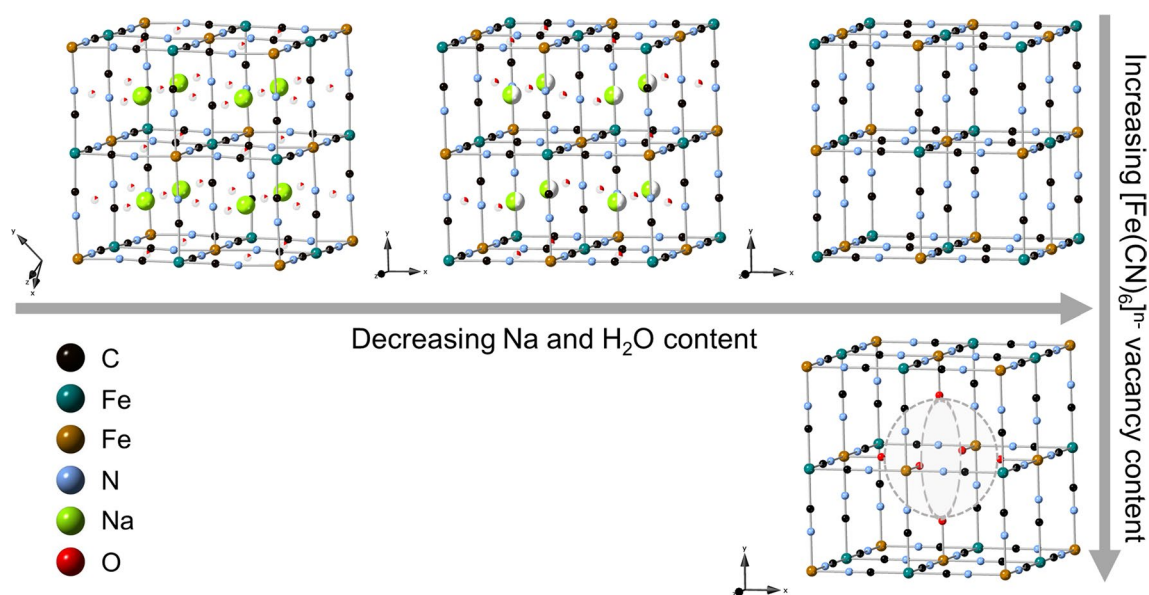 y
z
x
y
z
x
y
z
x
Decreasing Na and H₂O content
Increasing [Fe(CN)₆]ⁿ⁻ vacancy content
C
Fe
Fe
N
Na
O
y
z
x